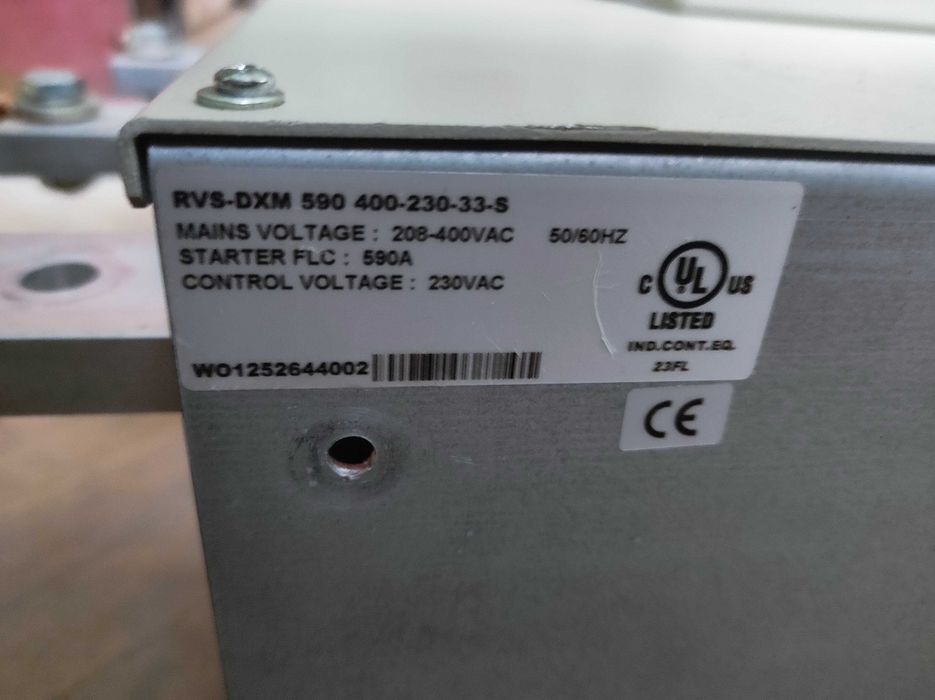 RVS-DXM 590 400-230-33-S
MAINS VOLTAGE : 208-400VAC 50/60HZ
STARTER FLC : 590A
CONTROL VOLTAGE : 230VAC
C UL US
®
LISTED
IND.CONT.EQ.
23FL
WO1252644002
CE